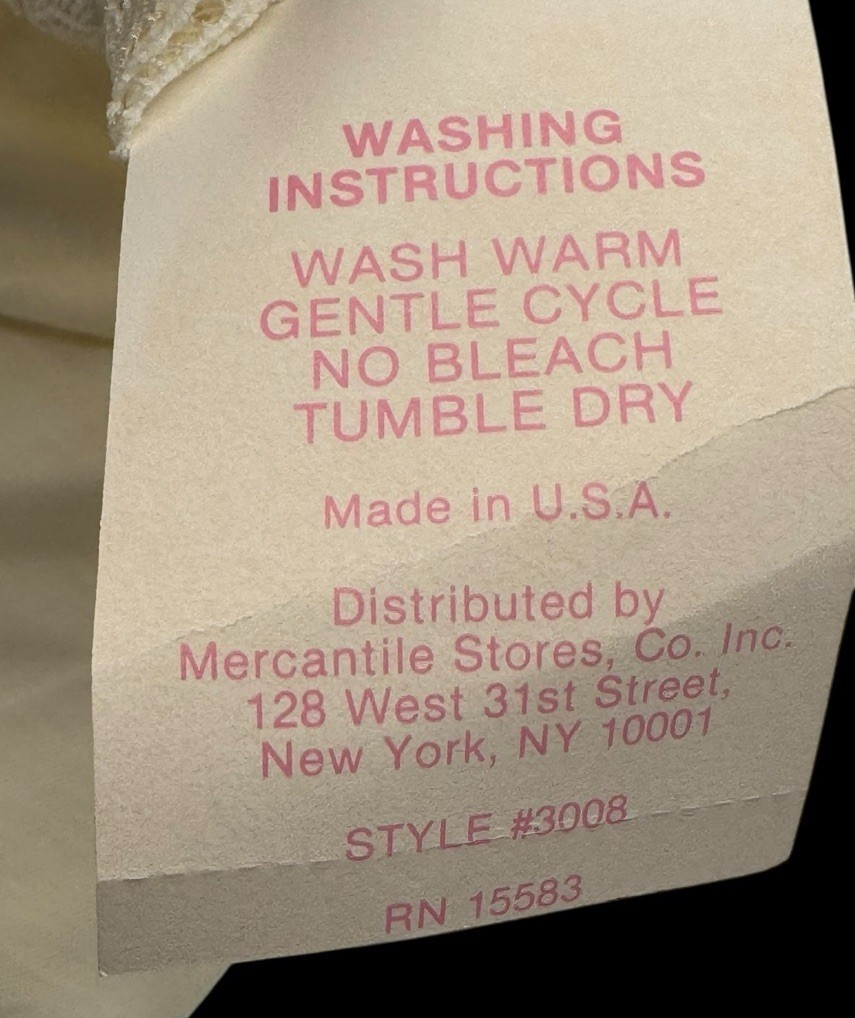 WASHING
INSTRUCTIONS
WASH WARM
GENTLE CYCLE
NO BLEACH
TUMBLE DRY
Made in U.S.A.
Distributed by
Mercantile Stores, Co. Inc.
128 West 31st Street,
New York, NY 10001
STYLE #3008
RN 15583